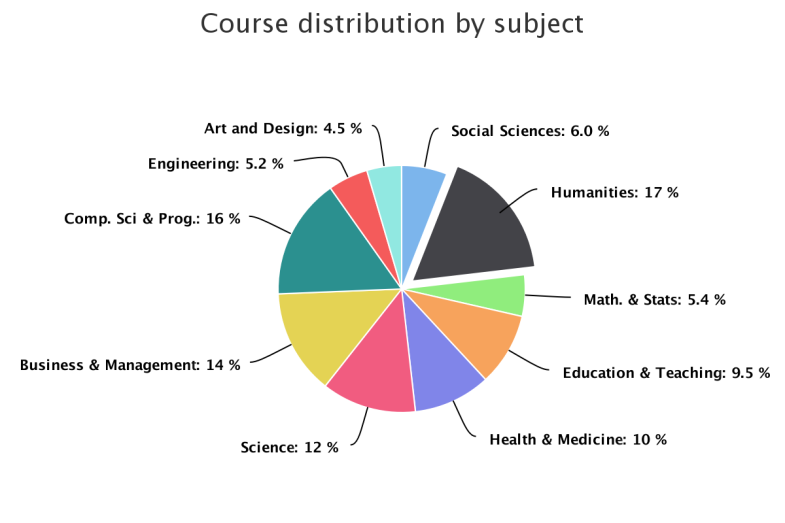 Course distribution by subject
Art and Design: 4.5 %
Social Sciences: 6.0 %
Engineering: 5.2 %
Humanities: 17 %
Comp. Sci & Prog.: 16 %
Math. & Stats: 5.4 %
Business & Management: 14 %
Education & Teaching: 9.5 %
Health & Medicine: 10 %
Science: 12 %